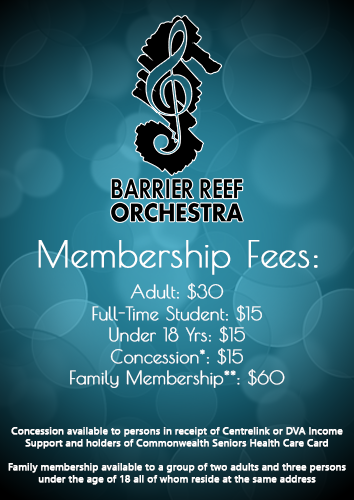 BARRIER REEF
ORCHESTRA
Membership Fees:
Adult: $30
Full-Time Student: $15
Under 18 Yrs: $15
Concession*: $15
Family Membership**: $60
Concession available to persons in receipt of Centrelink or DVA Income
Support and holders of Commonwealth Seniors Health Care Card
Family membership available to a group of two adults and three persons
under the age of 18 all of whom reside at the same address